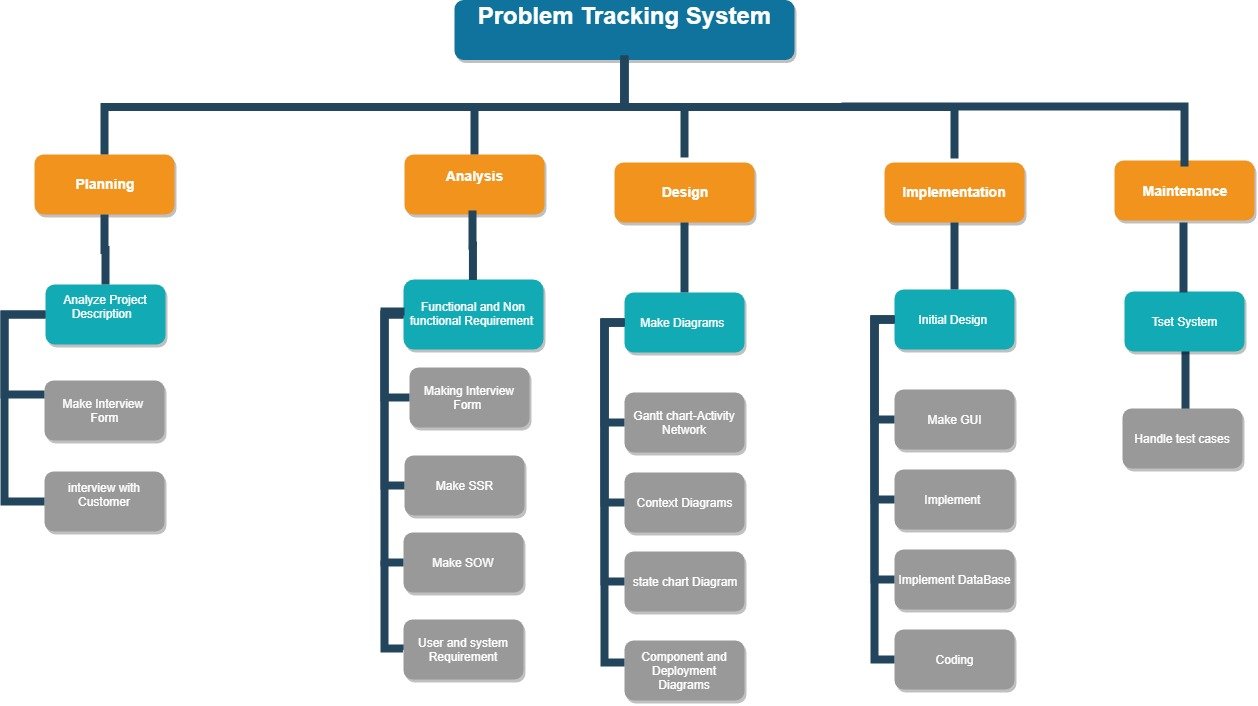 Problem Tracking System
Planning
Analysis
Design
Implementation
Maintenance
Analyze Project
Description
Make Interview
Form
interview with
Customer
Functional and Non
functional Requirement
Making Interview
Form
Make SSR
Make SOW
User and system
Requirement
Make Diagrams
Gantt chart-Activity
Network
Context Diagrams
state chart Diagram
Component and
Deployment
Diagrams
Initial Design
Make GUI
Implement
Implement DataBase
Coding
Tset System
Handle test cases